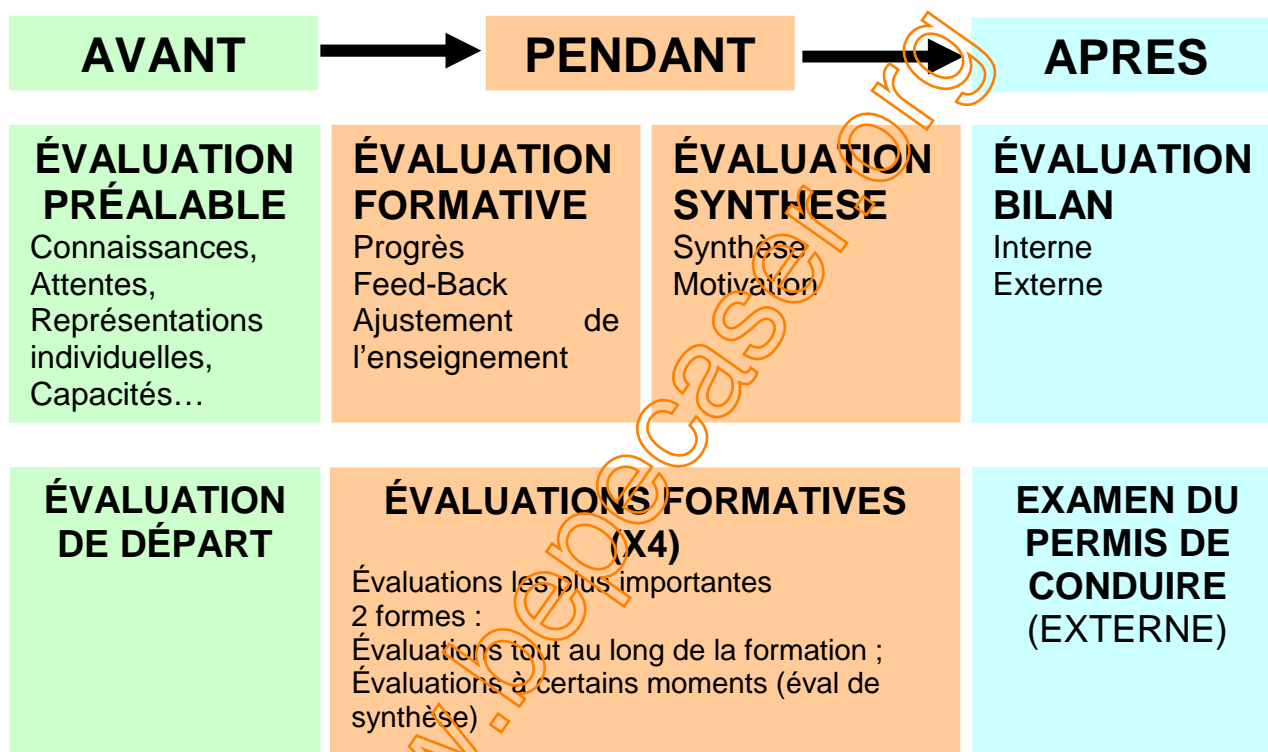 AVANT
PENDANT
APRES
ÉVALUATION
PRÉALABLE
Connaissances,
Attentes,
Représentations
individuelles,
Capacités…
ÉVALUATION
FORMATIVE
Progrès
Feed-Back
Ajustement de
l’enseignement
ÉVALUATION
SYNTHESE
Synthèse
Motivation
ÉVALUATION
BILAN
Interne
Externe
ÉVALUATION
DE DÉPART
ÉVALUATIONS FORMATIVES
(X4)
Évaluations les plus importantes
2 formes :
Évaluations tout au long de la formation ;
Évaluations à certains moments (éval de
synthèse)
EXAMEN DU
PERMIS DE
CONDUIRE
(EXTERNE)
w.bepecaser.org